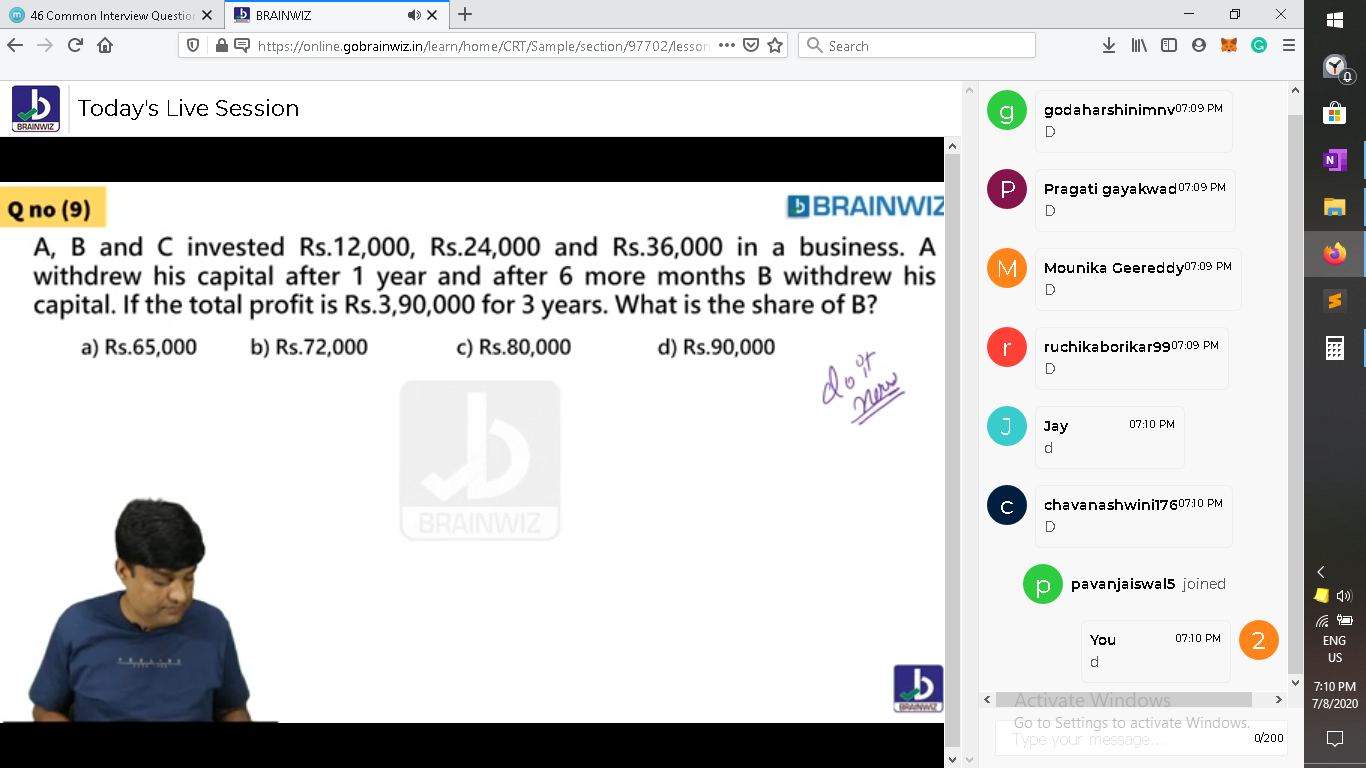 46 Common Interview Question
BRAINWIZ
https://online.gobrainwiz.in/learn/home/CRT/Sample/section/97702/lesson
Search
BRAINWIZ
Today's Live Session
Q no (9)
BRAINWIZ
A, B and C invested Rs.12,000, Rs.24,000 and Rs.36,000 in a business. A
withdrew his capital after 1 year and after 6 more months B withdrew his
capital. If the total profit is Rs.3,90,000 for 3 years. What is the share of B?
a) Rs.65,000 b) Rs.72,000 c) Rs.80,000 d) Rs.90,000
do it
now
BRAINWIZ
BRAINWIZ
g
godaharshinimnv 07:09 PM
D
P
Pragati gayakwad 07:09 PM
D
M
Mounika Geereddy 07:09 PM
D
r
ruchikaborikar99 07:09 PM
D
J
Jay 07:10 PM
d
c
chavanashwini176 07:10 PM
D
p
pavanjaiswal5 joined
You 07:10 PM
d
2
Activate Windows
Go to Settings to activate Windows.
Type your message...
0/200
ENG
US
7:10 PM
7/8/2020